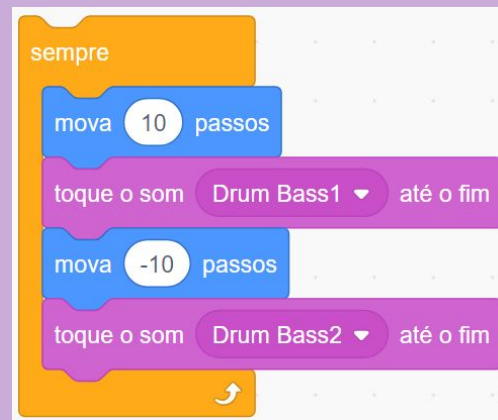 sempre
mova 10 passos
toque o som Drum Bass1 até o fim
mova -10 passos
toque o som Drum Bass2 até o fim